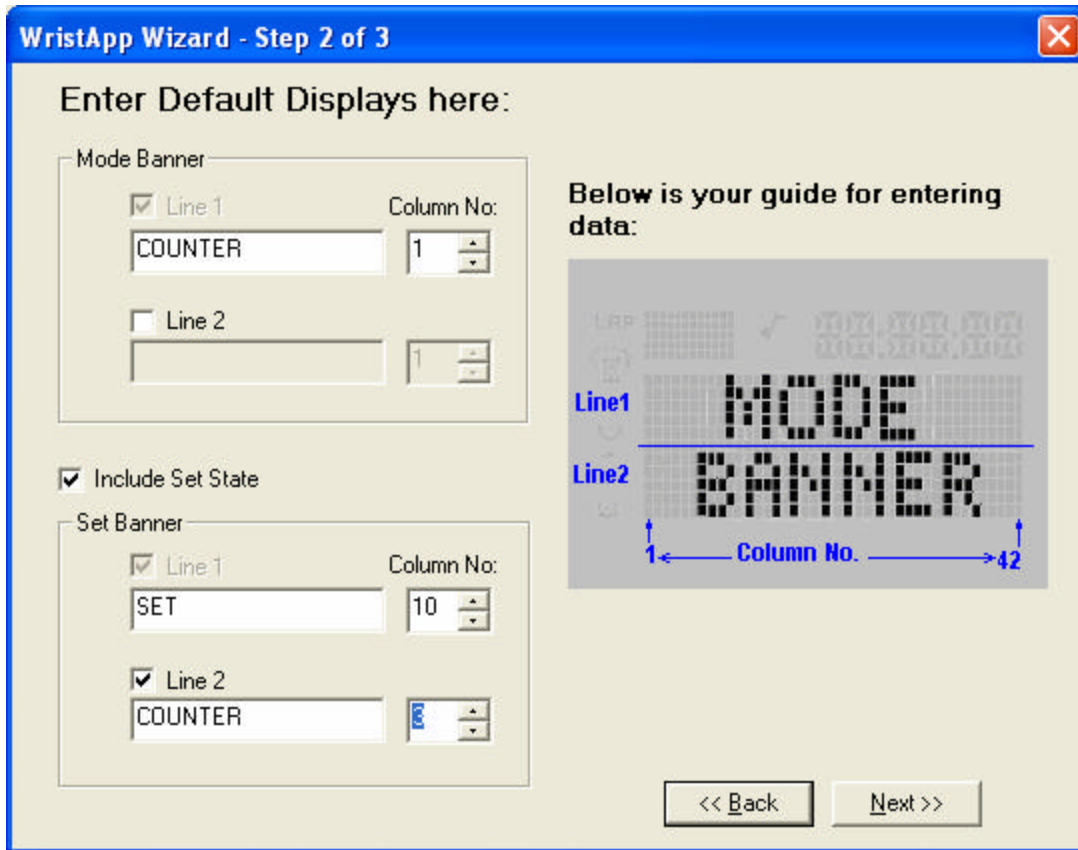 WristApp Wizard - Step 2 of 3
Enter Default Displays here:
Mode Banner
Line 1
Column No:
COUNTER
1
Line 2
1
Include Set State
Set Banner
Line 1
Column No:
SET
10
Line 2
COUNTER
3
Below is your guide for entering
data:
LAP
Line1
MODE
Line2
BANNER
1
Column No.
42
<< Back
Next >>